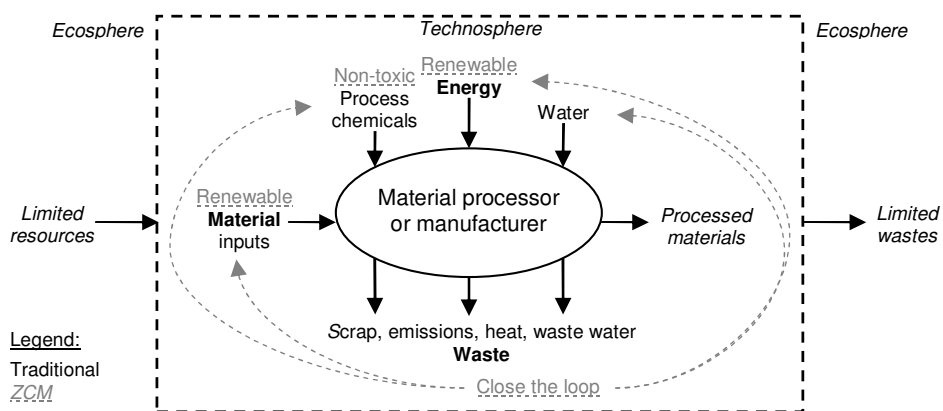 Ecosphere
Technosphere
Ecosphere
Renewable
Non-toxic
Energy
Process
chemicals
Water
Renewable
Material
inputs
Material processor
or manufacturer
Limited
resources
Processed
materials
Limited
wastes
Scrap, emissions, heat, waste water
Waste
Close the loop
Legend:
Traditional
ZCM